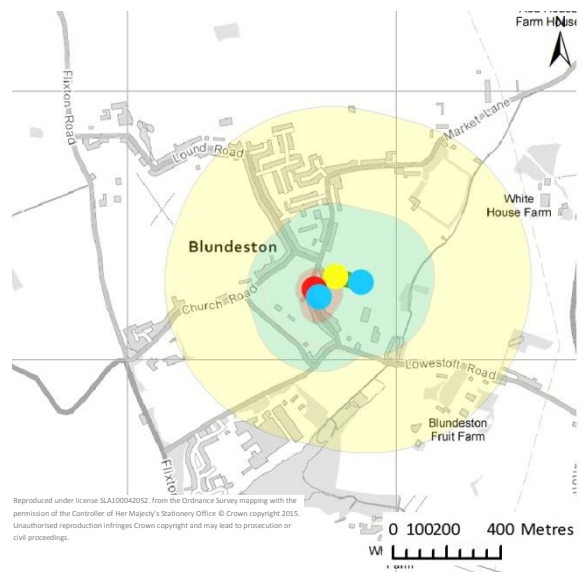 Farm House
N
Flixton Road
Market Lane
Lound Road
White
House Farm
Blundeston
Church Road
Lowestoft Road
Blundeston
Fruit Farm
Reproduced under license SLA100042052. from the Ordnance Survey mapping with the
permission of the Controller of Her Majesty's Stationery Office © Crown copyright 2015.
Unauthorised reproduction infringes Crown copyright and may lead to prosecution or
civil proceedings.
0 100200 400 Metres